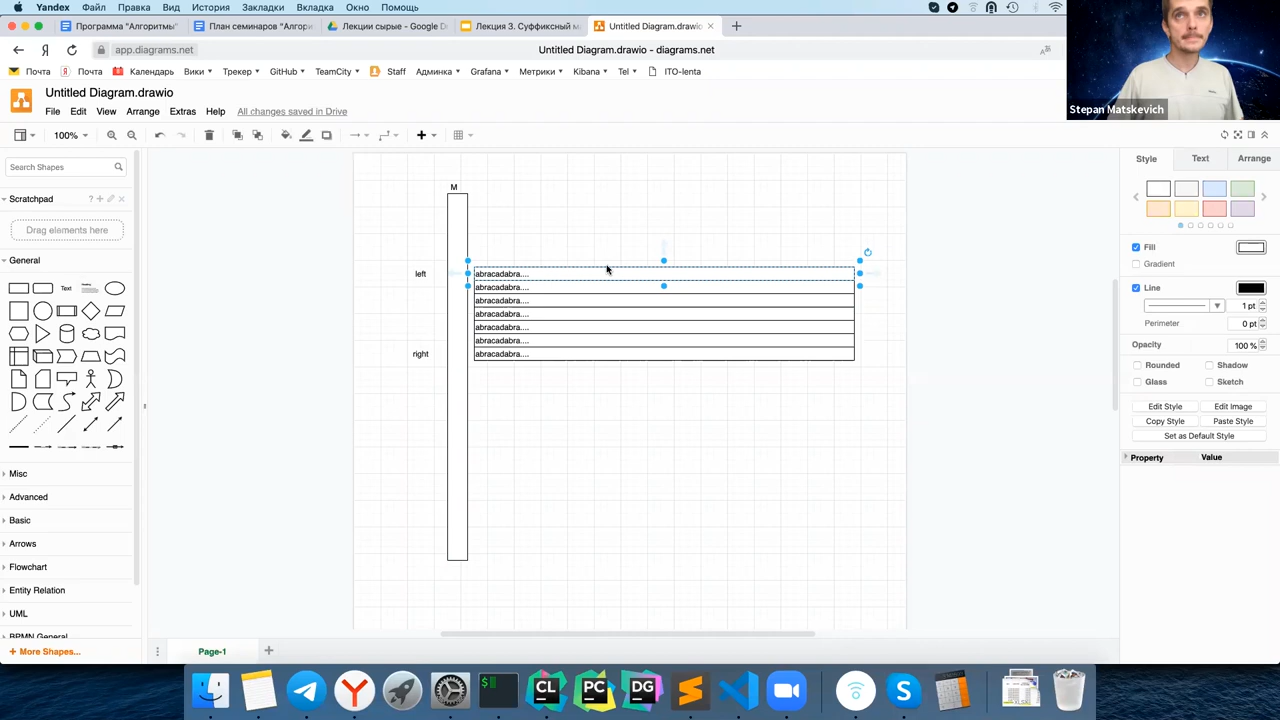 Yandex Файл Правка Вид История Закладки Вкладка Окно Помощь
Программа "Алгоритмы"
План семинаров "Алгори
Лекции сырые – Google D
Лекция 3. Суффиксный м
Untitled Diagram.drawio
app.diagrams.net
Untitled Diagram.drawio - diagrams.net
Почта
Почта
Календарь
Вики
Трекер
GitHub
TeamCity
Staff
Админка
Grafana
Метрики
Kibana
Tel
ITO-lenta
Stepan Matskevich
Untitled Diagram.drawio
File Edit View Arrange Extras Help All changes saved in Drive
100%
Search Shapes
Scratchpad
Drag elements here
General
Text
Misc
Advanced
Basic
Arrows
Flowchart
Entity Relation
UML
BPMN General
+ More Shapes...
M
left
right
abracadabra....
abracadabra....
abracadabra....
abracadabra....
abracadabra....
abracadabra....
abracadabra....
Page-1
Style Text Arrange
Fill
Gradient
Line
1 pt
Perimeter 0 pt
Opacity 100 %
Rounded Shadow
Glass Sketch
Edit Style Edit Image
Copy Style Paste Style
Set as Default Style
Property Value
CL
PC
DG